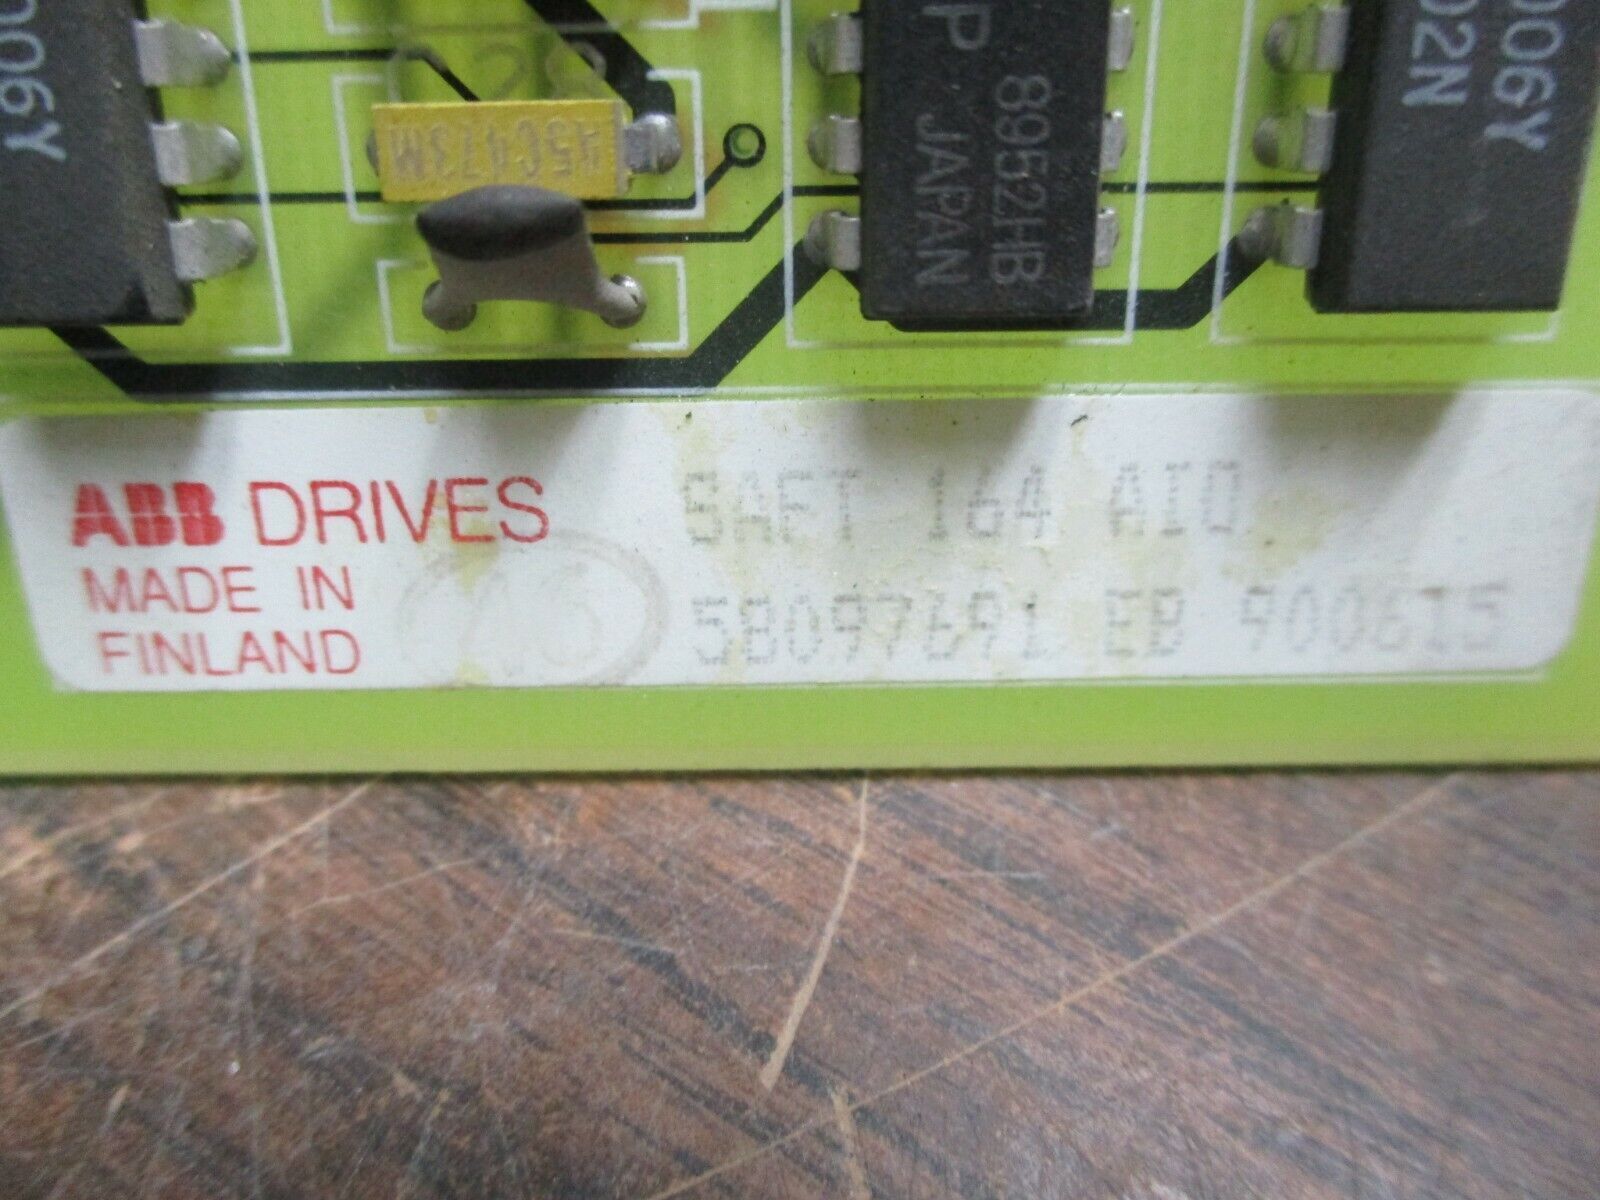 006Y
45C473M
P JAPAN
8952HB
006Y
02N
ABB DRIVES
MADE IN
FINLAND
SAFT 164 AIO
58097691 EB 900615